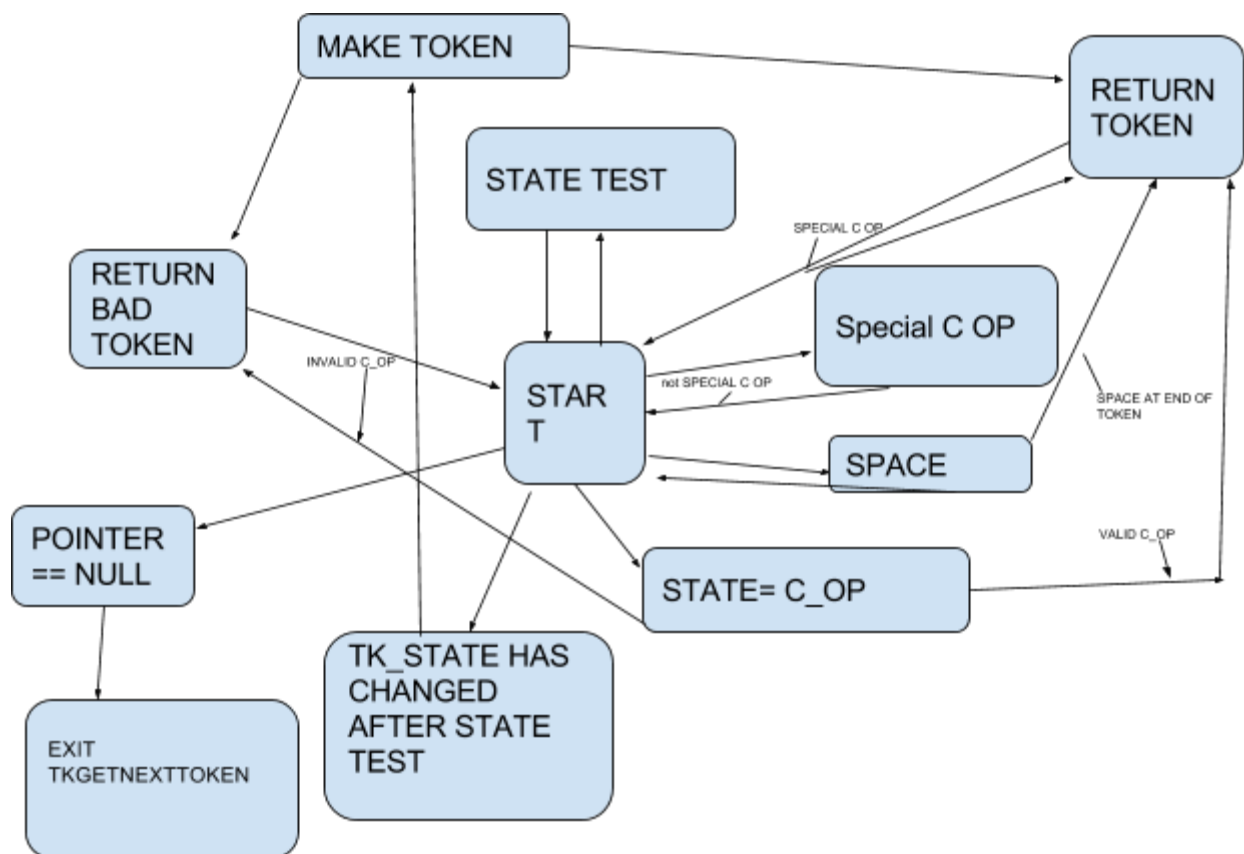 MAKE TOKEN
RETURN
TOKEN
STATE TEST
SPECIAL C OP
RETURN
BAD
TOKEN
Special C OP
INVALID C_OP
not SPECIAL C OP
STAR
T
SPACE AT END OF
TOKEN
SPACE
POINTER
== NULL
VALID C_OP
STATE= C_OP
TK_STATE HAS
CHANGED
AFTER STATE
TEST
EXIT
TKGETNEXTTOKEN